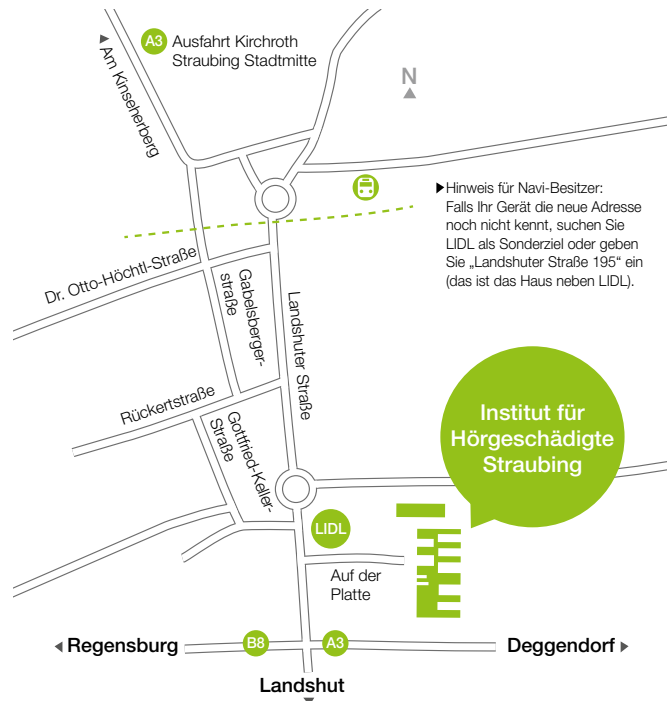 A3 Ausfahrt Kirchroth
Straubing Stadtmitte
Am Kinseherberg
N
Hinweis für Navi-Besitzer:
Falls Ihr Gerät die neue Adresse
noch nicht kennt, suchen Sie
LIDL als Sonderziel oder geben
Sie „Landshuter Straße 195“ ein
(das ist das Haus neben LIDL).
Dr. Otto-Höchtl-Straße
Gabelsberger-
straße
Landshuter Straße
Rückertstraße
Gottfried-Keller-
Straße
Institut für
Hörgeschädigte
Straubing
LIDL
Auf der
Platte
Regensburg
B8
A3
Deggendorf
Landshut